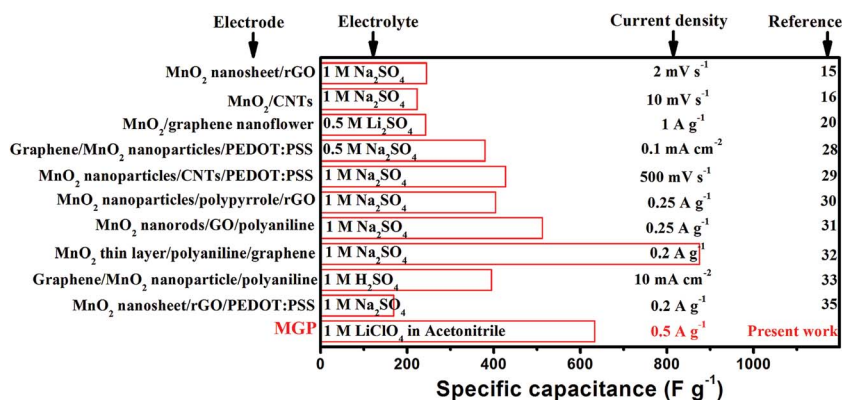 Electrode Electrolyte Current density Reference
MnO₂ nanosheet/rGO 1 M Na₂SO₄ 2 mV s⁻¹ 15
MnO₂/CNTs 1 M Na₂SO₄ 10 mV s⁻¹ 16
MnO₂/graphene nanoflower 0.5 M Li₂SO₄ 1 A g⁻¹ 20
Graphene/MnO₂ nanoparticles/PEDOT:PSS 0.5 M Na₂SO₄ 0.1 mA cm⁻² 28
MnO₂ nanoparticles/CNTs/PEDOT:PSS 1 M Na₂SO₄ 500 mV s⁻¹ 29
MnO₂ nanoparticles/polypyrrole/rGO 1 M Na₂SO₄ 0.25 A g⁻¹ 30
MnO₂ nanorods/GO/polyaniline 1 M Na₂SO₄ 0.25 A g⁻¹ 31
MnO₂ thin layer/polyaniline/graphene 1 M Na₂SO₄ 0.2 A g⁻¹ 32
Graphene/MnO₂ nanoparticle/polyaniline 1 M H₂SO₄ 10 mA cm⁻² 33
MnO₂ nanosheet/rGO/PEDOT:PSS 1 M Na₂SO₄ 0.2 A g⁻¹ 35
MGP 1 M LiClO₄ in Acetonitrile 0.5 A g⁻¹ Present work
0 200 400 600 800 1000
Specific capacitance (F g⁻¹)